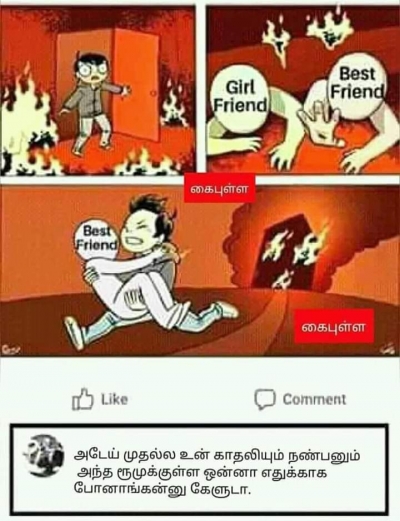 Girl
Friend
Best
Friend
கைபுள்ள
Best
Friend
கைபுள்ள
Like
Comment
அடேய் முதல்ல உன் காதலியும் நண்பனும்
அந்த ரூமுக்குள்ள ஒன்னா எதுக்காக
போனாங்கன்னு கேளுடா.